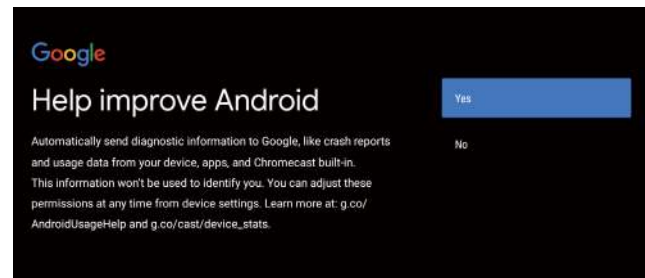 Google
Help improve Android
Automatically send diagnostic information to Google, like crash reports
and usage data from your device, apps, and Chromecast built-in.
This information won't be used to identify you. You can adjust these
permissions at any time from device settings. Learn more at: g.co/
AndroidUsageHelp and g.co/cast/device_stats.
Yes
No